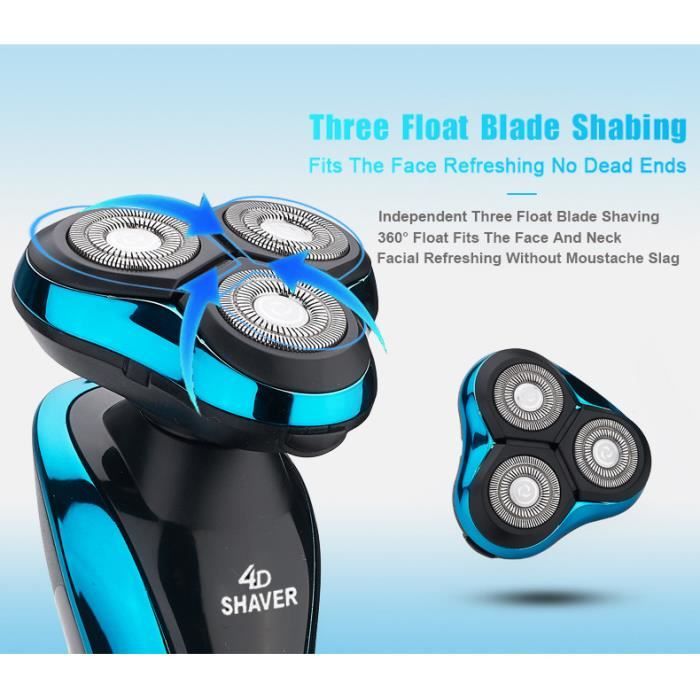 Three Float Blade Shabing
Fits The Face Refreshing No Dead Ends
Independent Three Float Blade Shaving
360° Float Fits The Face And Neck
Facial Refreshing Without Moustache Slag
4D
SHAVER